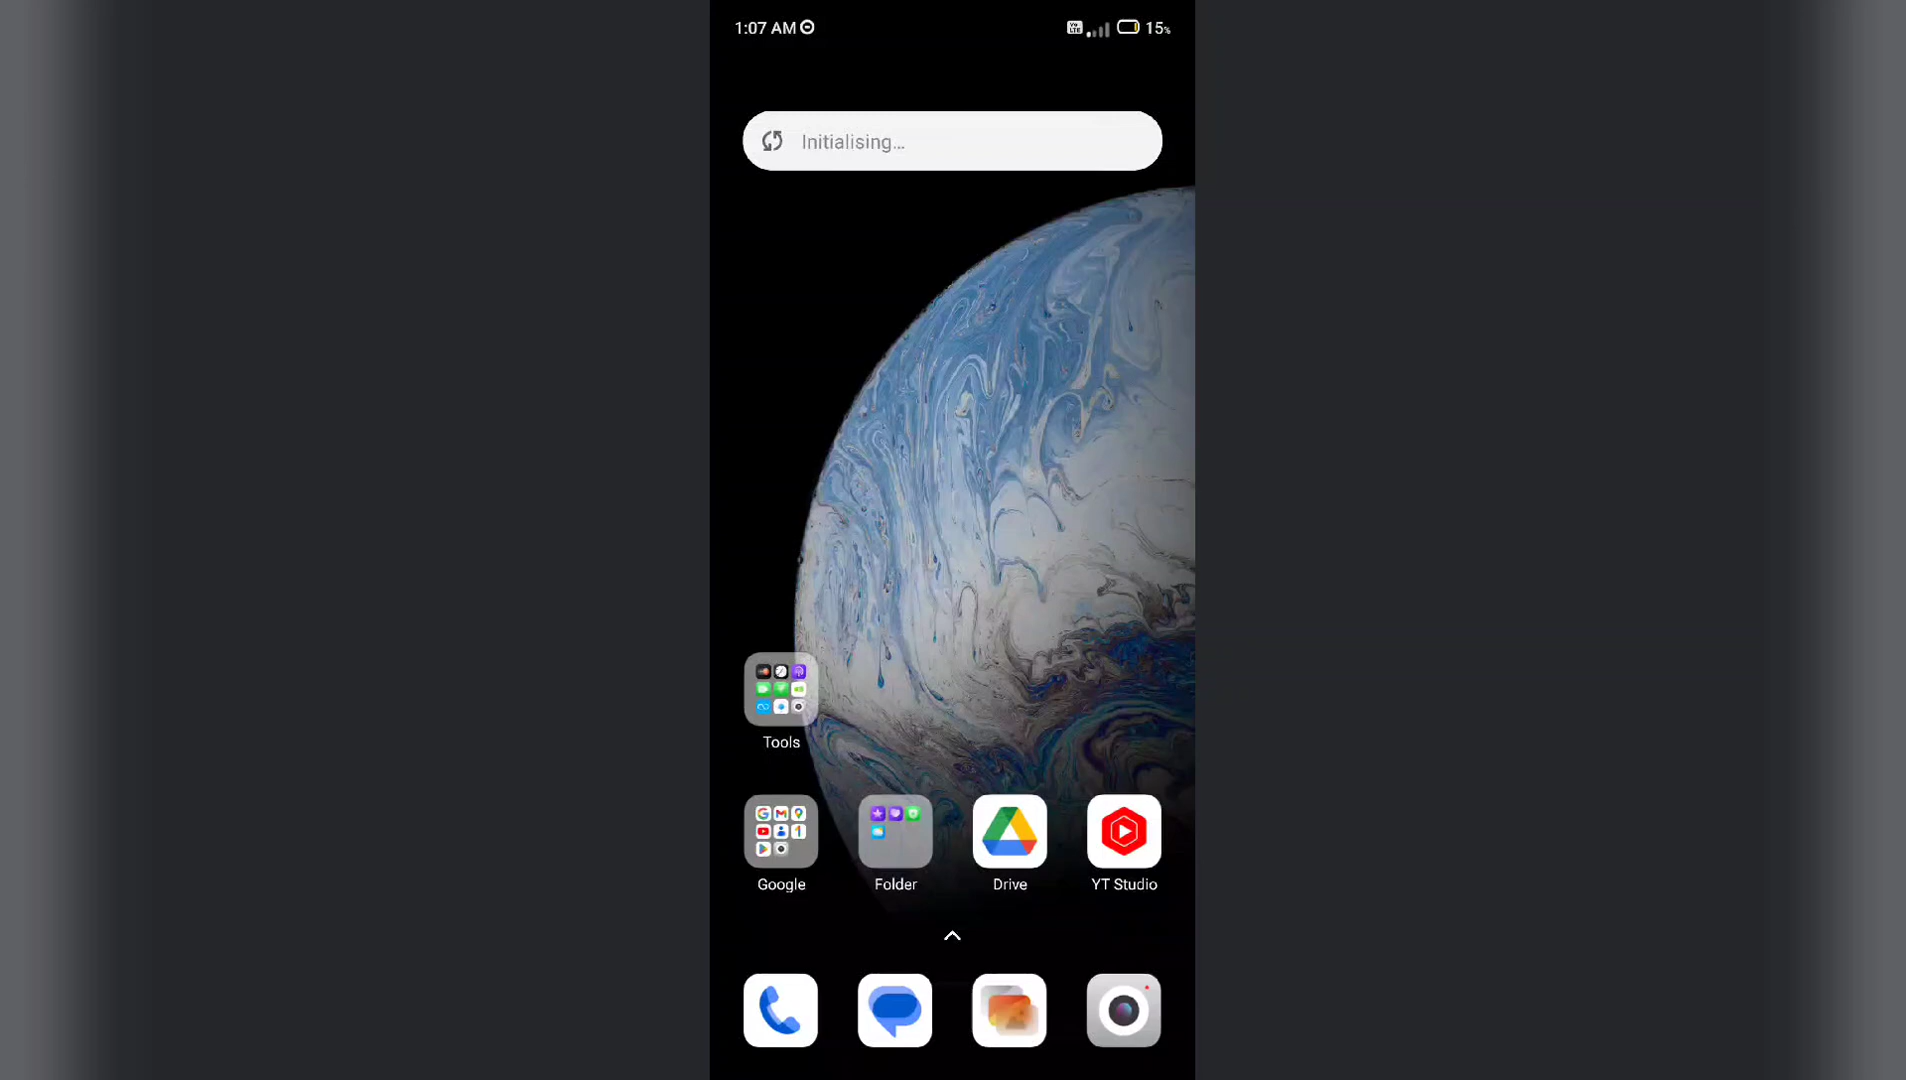 1:07 AM
15%
Initialising...
Tools
Google
Folder
Drive
YT Studio